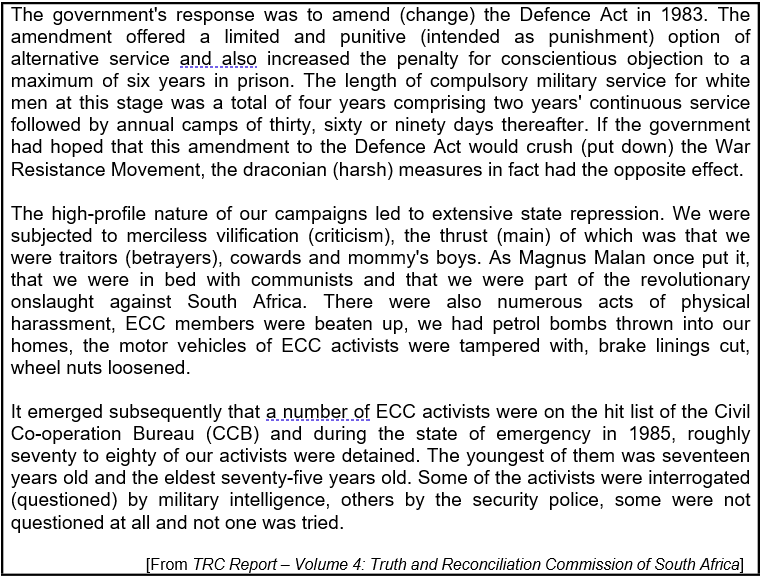 The government's response was to amend (change) the Defence Act in 1983. The
amendment offered a limited and punitive (intended as punishment) option of
alternative service and also increased the penalty for conscientious objection to a
maximum of six years in prison. The length of compulsory military service for white
men at this stage was a total of four years comprising two years' continuous service
followed by annual camps of thirty, sixty or ninety days thereafter. If the government
had hoped that this amendment to the Defence Act would crush (put down) the War
Resistance Movement, the draconian (harsh) measures in fact had the opposite effect.
The high-profile nature of our campaigns led to extensive state repression. We were
subjected to merciless vilification (criticism), the thrust (main) of which was that we
were traitors (betrayers), cowards and mommy's boys. As Magnus Malan once put it,
that we were in bed with communists and that we were part of the revolutionary
onslaught against South Africa. There were also numerous acts of physical
harassment, ECC members were beaten up, we had petrol bombs thrown into our
homes, the motor vehicles of ECC activists were tampered with, brake linings cut,
wheel nuts loosened.
It emerged subsequently that a number of ECC activists were on the hit list of the Civil
Co-operation Bureau (CCB) and during the state of emergency in 1985, roughly
seventy to eighty of our activists were detained. The youngest of them was seventeen
years old and the eldest seventy-five years old. Some of the activists were interrogated
(questioned) by military intelligence, others by the security police, some were not
questioned at all and not one was tried.
[From TRC Report – Volume 4: Truth and Reconciliation Commission of South Africa]